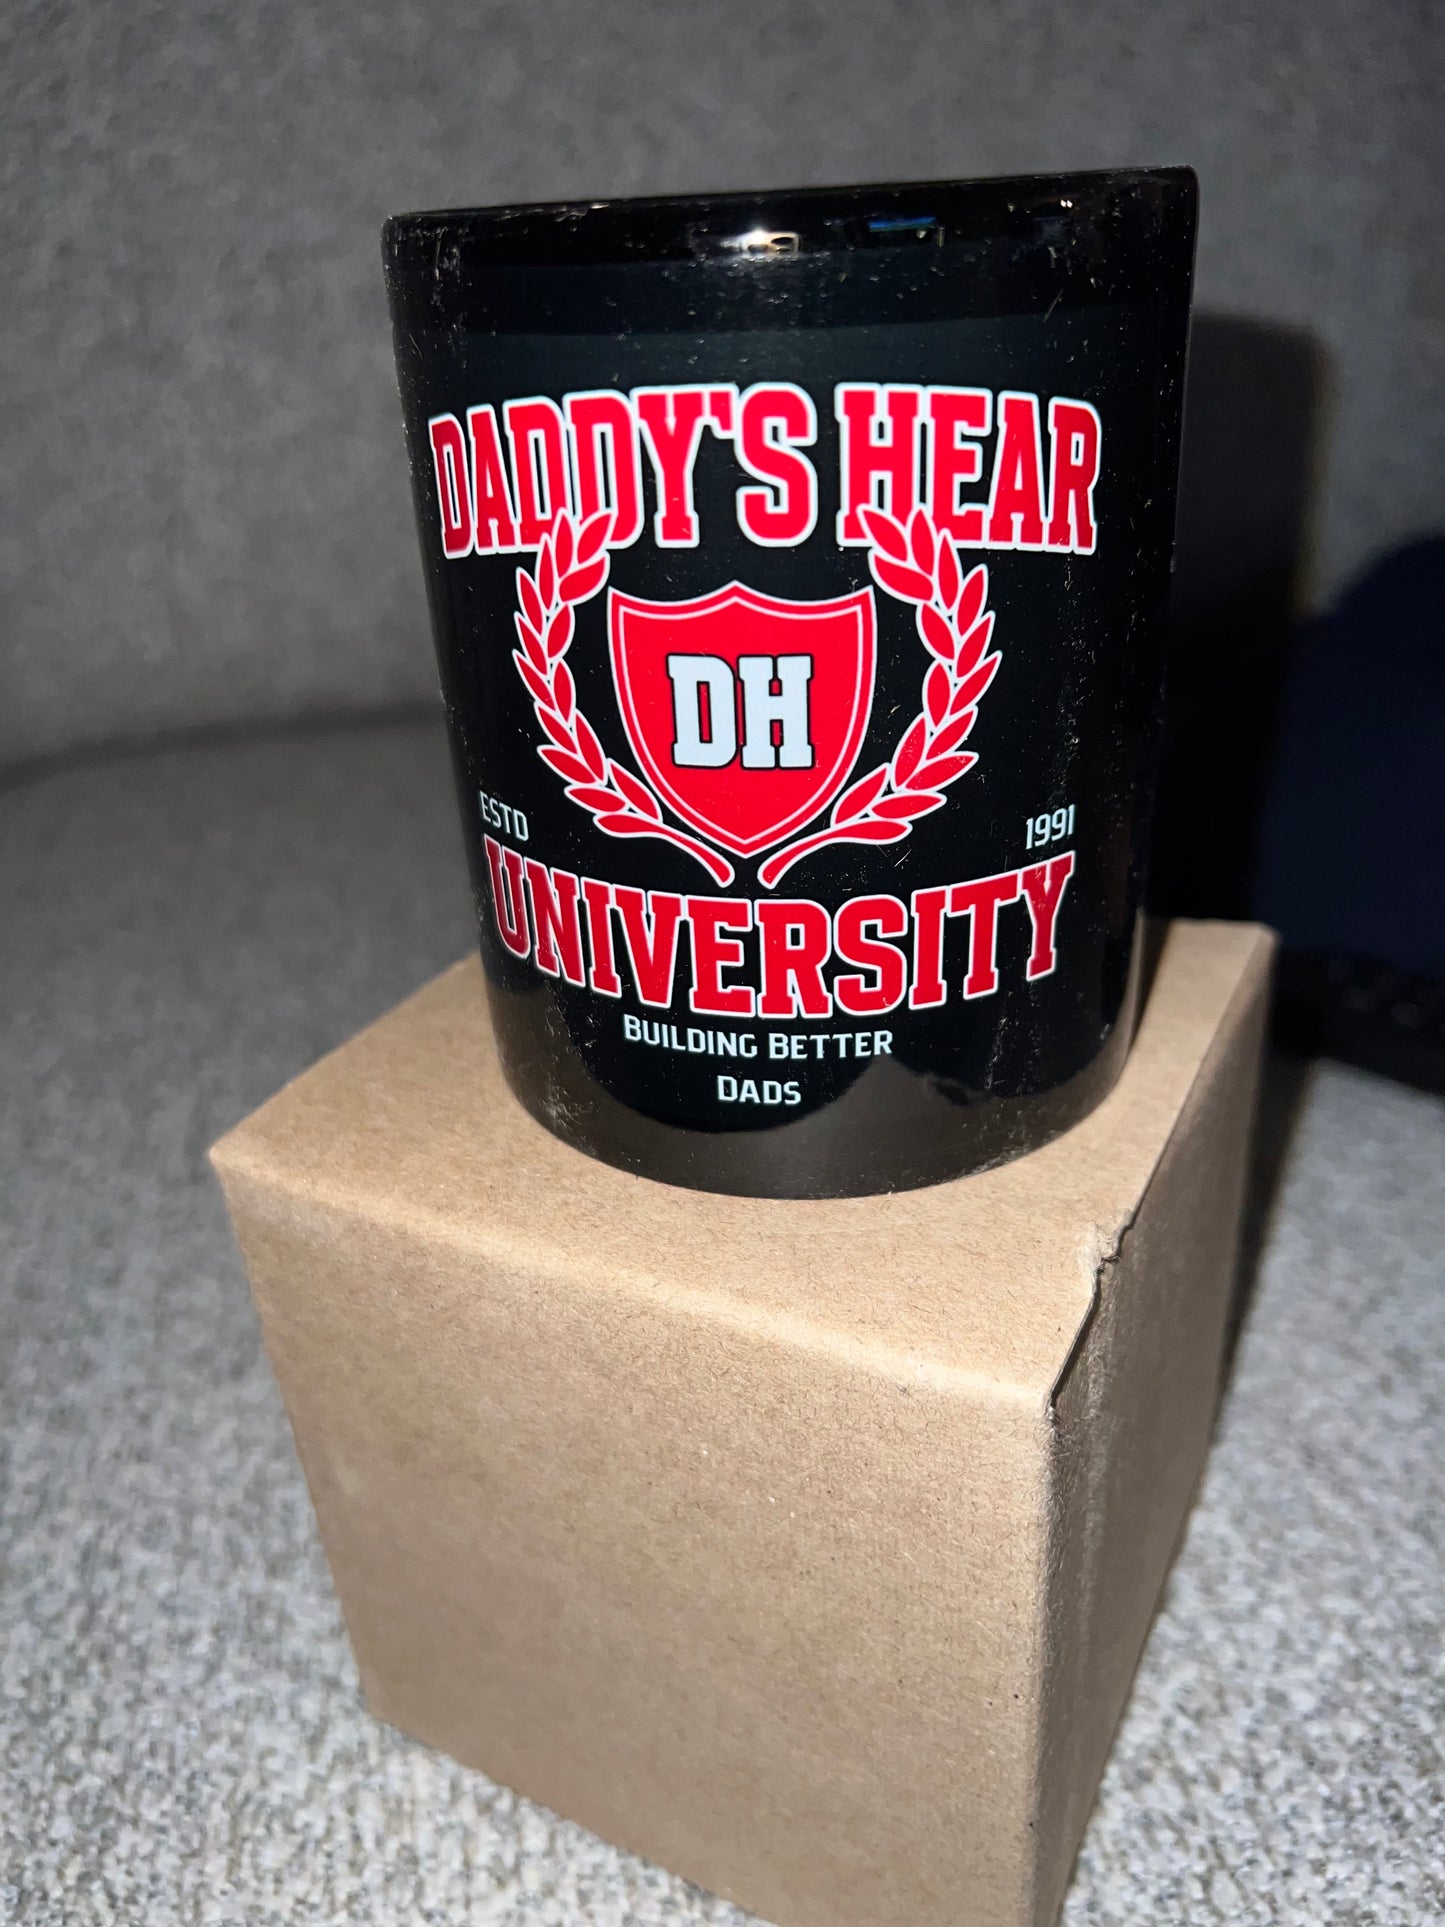 DADDY'S HEAR
DH
ESTD 1991
UNIVERSITY
BUILDING BETTER
DADS